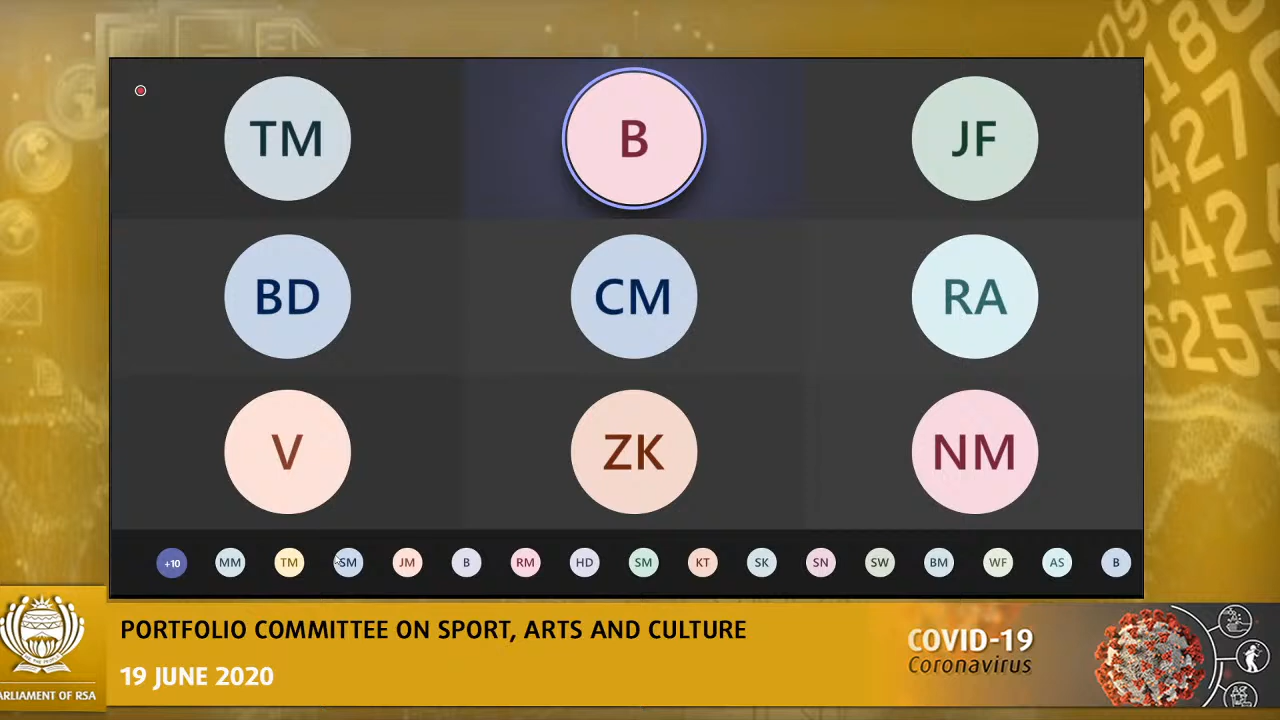 TM
B
JF
BD
CM
RA
V
ZK
NM
+10
MM
TM
SM
JM
B
RM
HD
SM
KT
SK
SN
SW
BM
WF
AS
B
PORTFOLIO COMMITTEE ON SPORT, ARTS AND CULTURE
19 JUNE 2020
COVID-19
Coronavirus
ARLIAMENT OF RSA
4270
6255